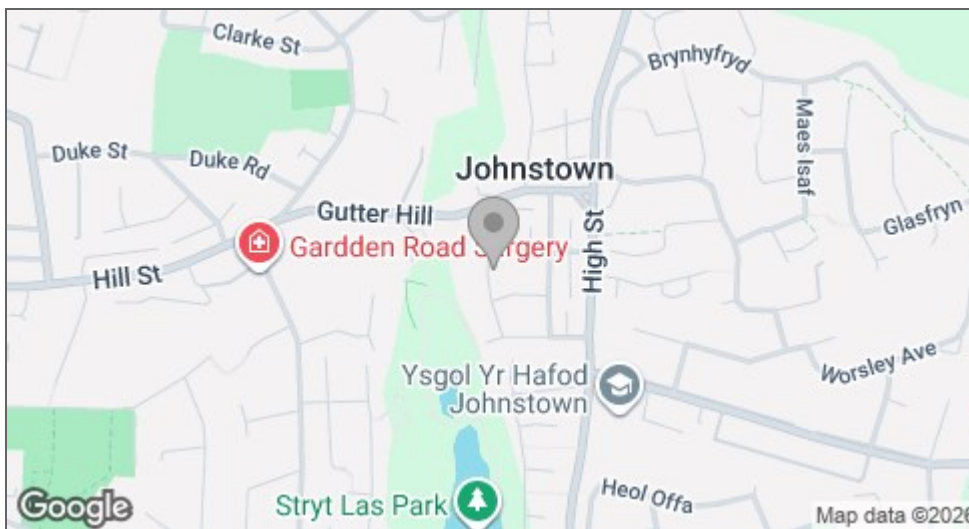 Clarke St
Brynhyfryd
Duke St
Duke Rd
Johnstown
Maes Isaf
Gutter Hill
Glasfryn
Gardden Road Surgery
Hill St
High St
Ysgol Yr Hafod
Johnstown
Worsley Ave
Stryt Las Park
Heol Offa
Google
Map data ©2026